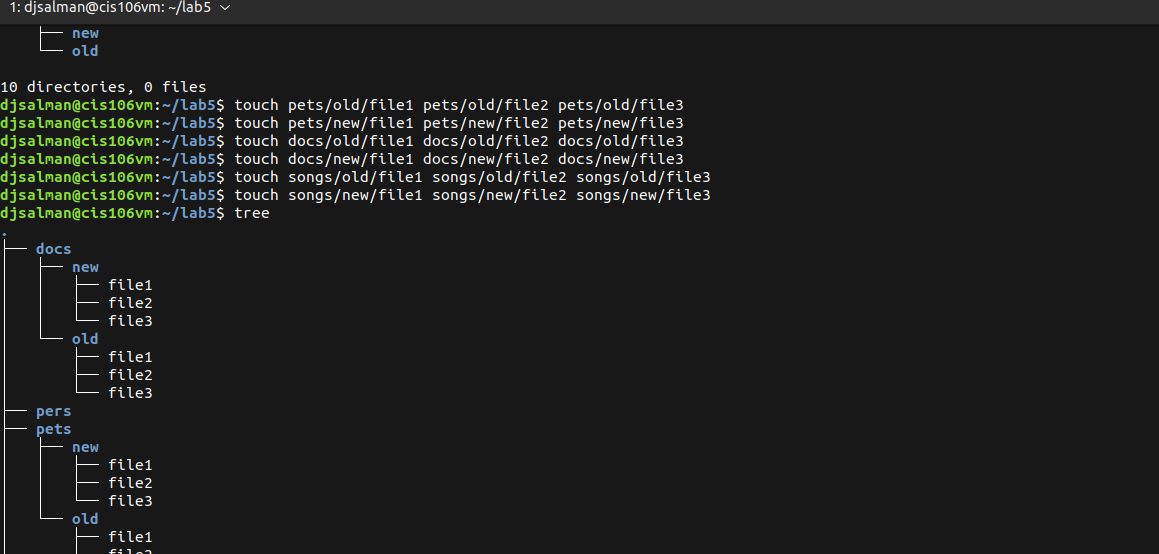 1: djsalman@cis106vm: ~/lab5
├── new
└── old
10 directories, 0 files
djsalman@cis106vm:~/lab5$ touch pets/old/file1 pets/old/file2 pets/old/file3
djsalman@cis106vm:~/lab5$ touch pets/new/file1 pets/new/file2 pets/new/file3
djsalman@cis106vm:~/lab5$ touch docs/old/file1 docs/old/file2 docs/old/file3
djsalman@cis106vm:~/lab5$ touch docs/new/file1 docs/new/file2 docs/new/file3
djsalman@cis106vm:~/lab5$ touch songs/old/file1 songs/old/file2 songs/old/file3
djsalman@cis106vm:~/lab5$ touch songs/new/file1 songs/new/file2 songs/new/file3
djsalman@cis106vm:~/lab5$ tree
.
├── docs
│   ├── new
│   │   ├── file1
│   │   ├── file2
│   │   └── file3
│   └── old
│       ├── file1
│       ├── file2
│       └── file3
├── pers
├── pets
│   ├── new
│   │   ├── file1
│   │   ├── file2
│   │   └── file3
│   └── old
│       ├── file1